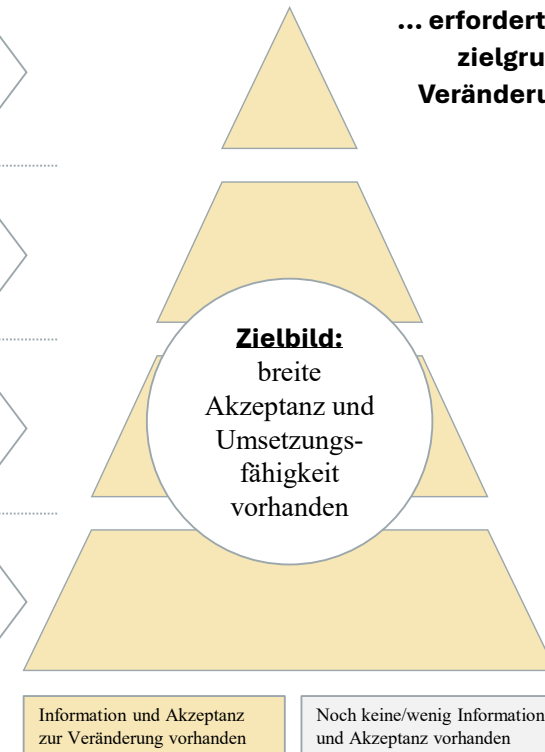 ... erfordert
zielgru
Veränderu
Zielbild:
breite
Akzeptanz und
Umsetzungs-
fähigkeit
vorhanden
Information und Akzeptanz
zur Veränderung vorhanden
Noch keine/wenig Information
und Akzeptanz vorhanden